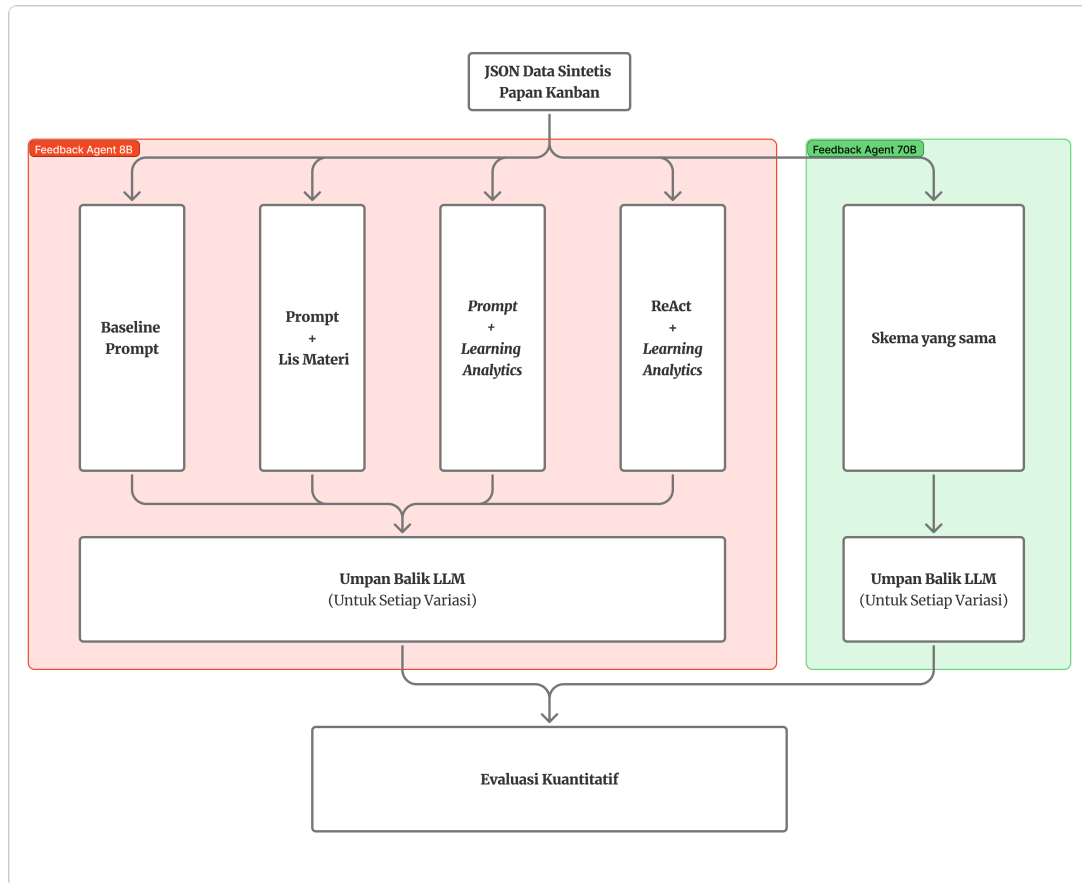 JSON Data Sintetis
Papan Kanban
Feedback Agent 8B
Feedback Agent 70B
Baseline
Prompt
Prompt
+
Lis Materi
Prompt
+
Learning
Analytics
ReAct
+
Learning
Analytics
Skema yang sama
Umpan Balik LLM
(Untuk Setiap Variasi)
Umpan Balik LLM
(Untuk Setiap Variasi)
Evaluasi Kuantitatif